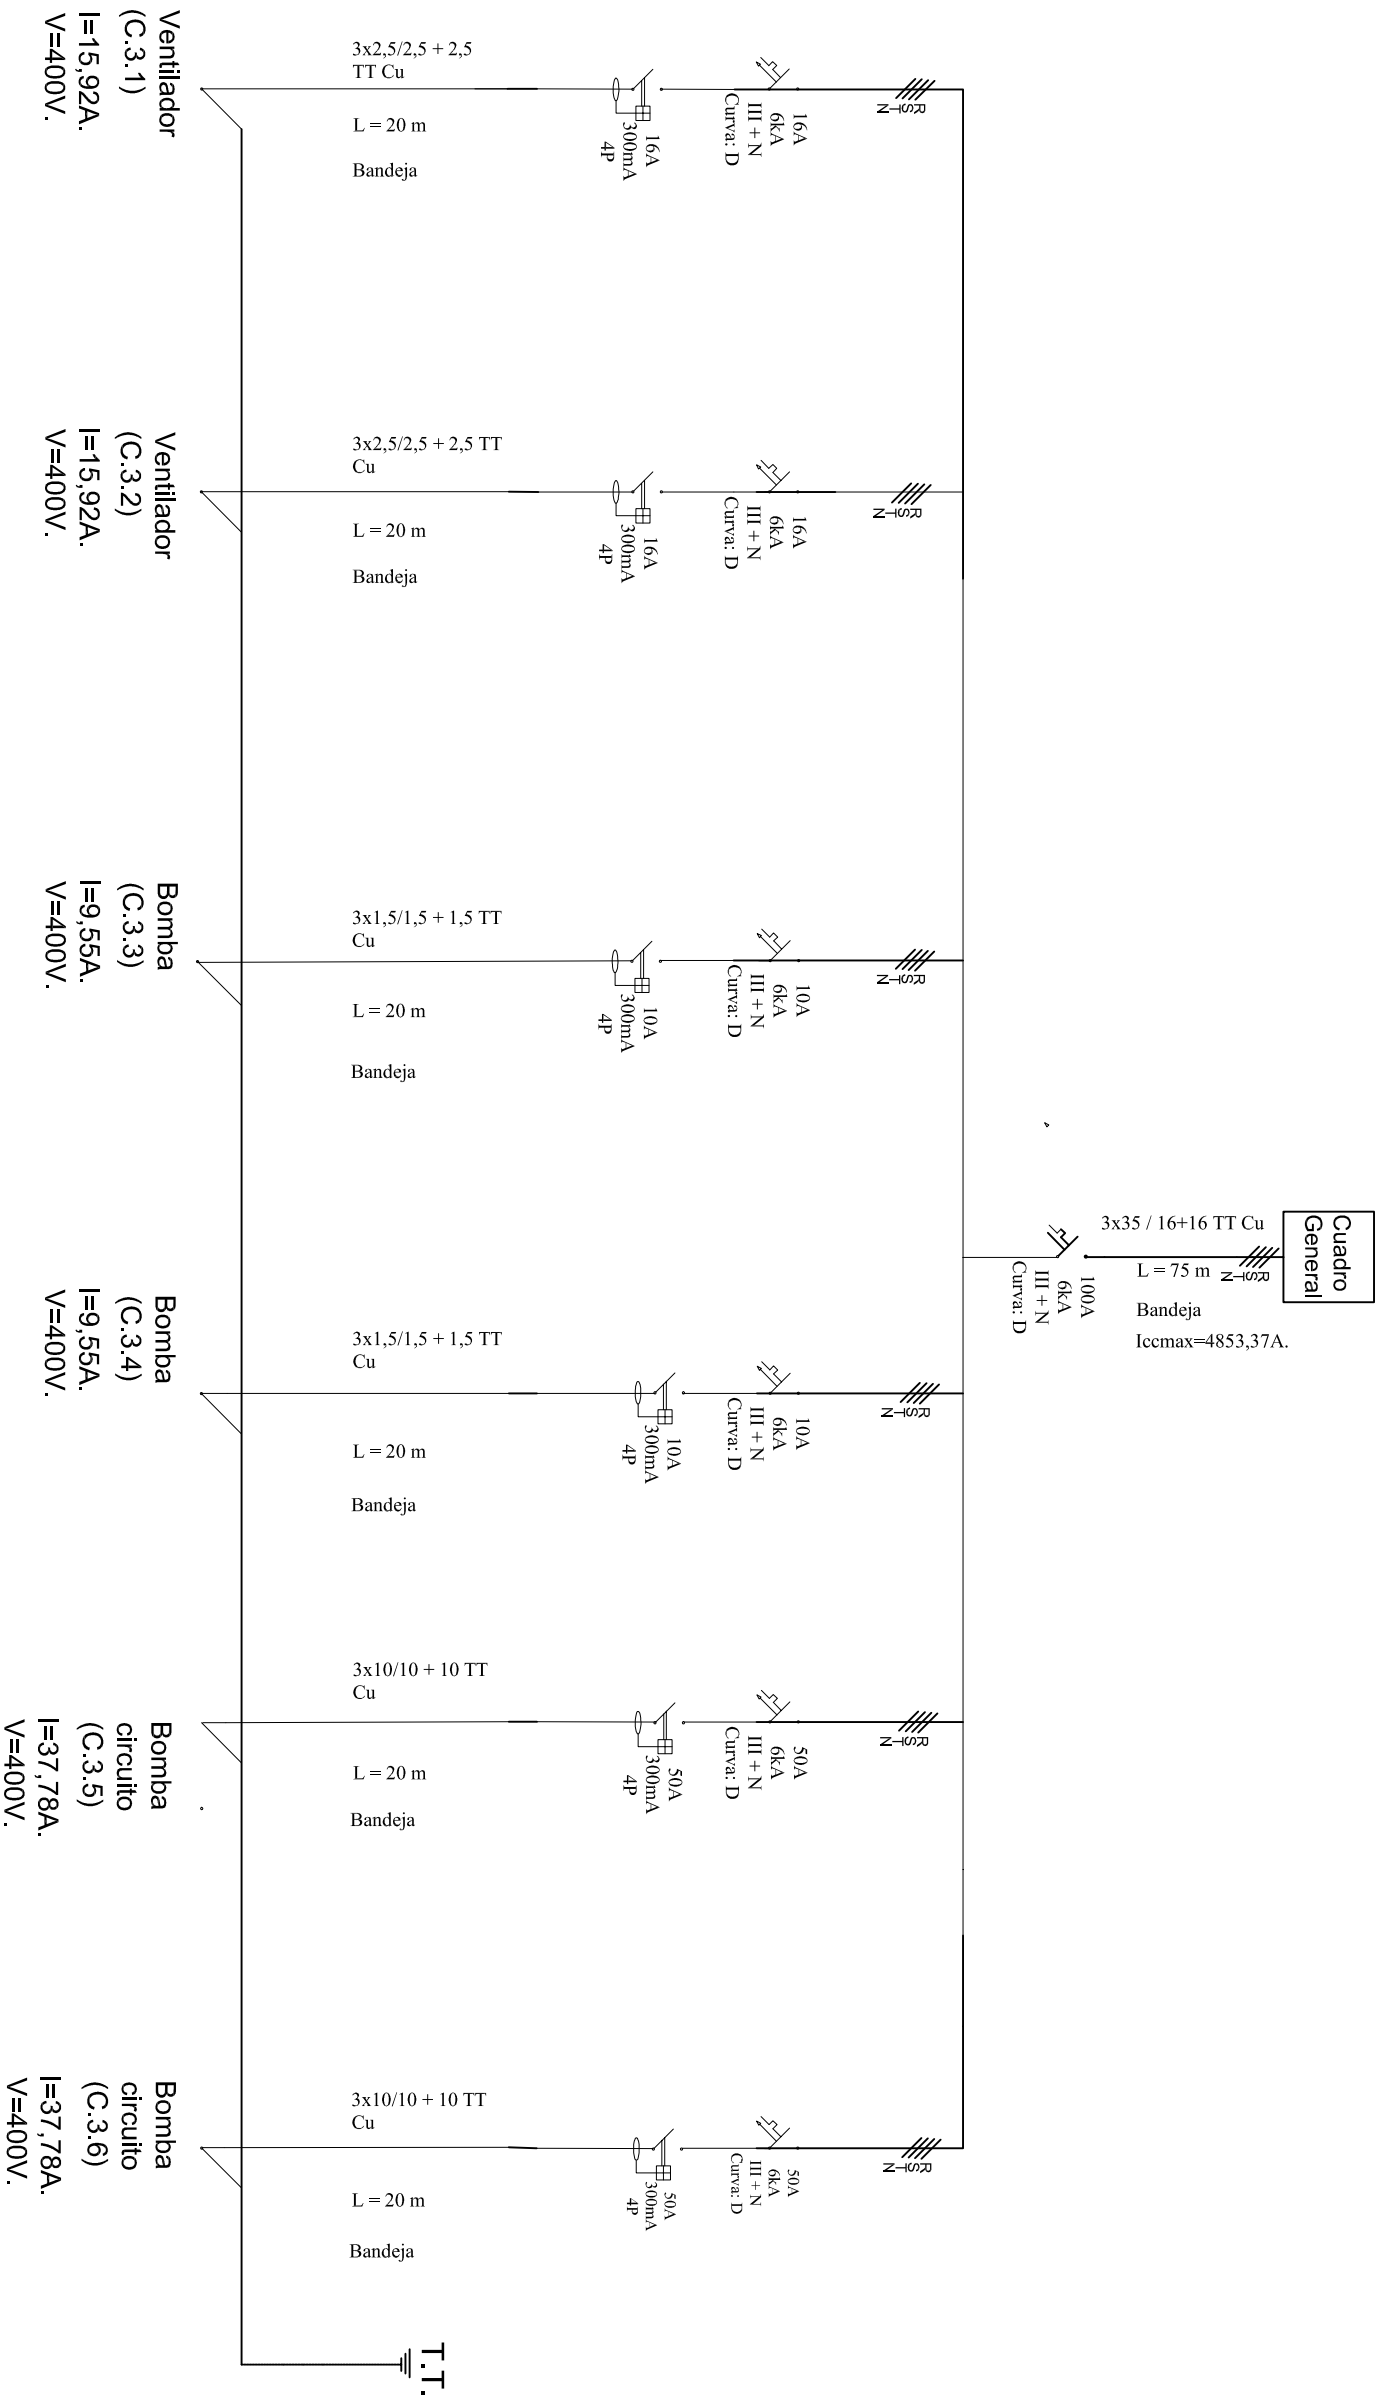 Cuadro
General
3x35 / 16+16 TT Cu
L = 75 m
Bandeja
Iccmax=4853,37A.
R
S
T
N
100A
6kA
III + N
Curva: D
R
S
T
N
16A
6kA
III + N
Curva: D
16A
300mA
4P
3x2,5/2,5 + 2,5
TT Cu
L = 20 m
Bandeja
Ventilador
(C.3.1)
I=15,92A.
V=400V.
R
S
T
N
16A
6kA
III + N
Curva: D
16A
300mA
4P
3x2,5/2,5 + 2,5 TT
Cu
L = 20 m
Bandeja
Ventilador
(C.3.2)
I=15,92A.
V=400V.
R
S
T
N
10A
6kA
III + N
Curva: D
10A
300mA
4P
3x1,5/1,5 + 1,5 TT
Cu
L = 20 m
Bandeja
Bomba
(C.3.3)
I=9,55A.
V=400V.
R
S
T
N
10A
6kA
III + N
Curva: D
10A
300mA
4P
3x1,5/1,5 + 1,5 TT
Cu
L = 20 m
Bandeja
Bomba
(C.3.4)
I=9,55A.
V=400V.
R
S
T
N
50A
6kA
III + N
Curva: D
50A
300mA
4P
3x10/10 + 10 TT
Cu
L = 20 m
Bandeja
Bomba
circuito
(C.3.5)
I=37,78A.
V=400V.
R
S
T
N
50A
6kA
III + N
Curva: D
50A
300mA
4P
3x10/10 + 10 TT
Cu
L = 20 m
Bandeja
Bomba
circuito
(C.3.6)
I=37,78A.
V=400V.
T.T.